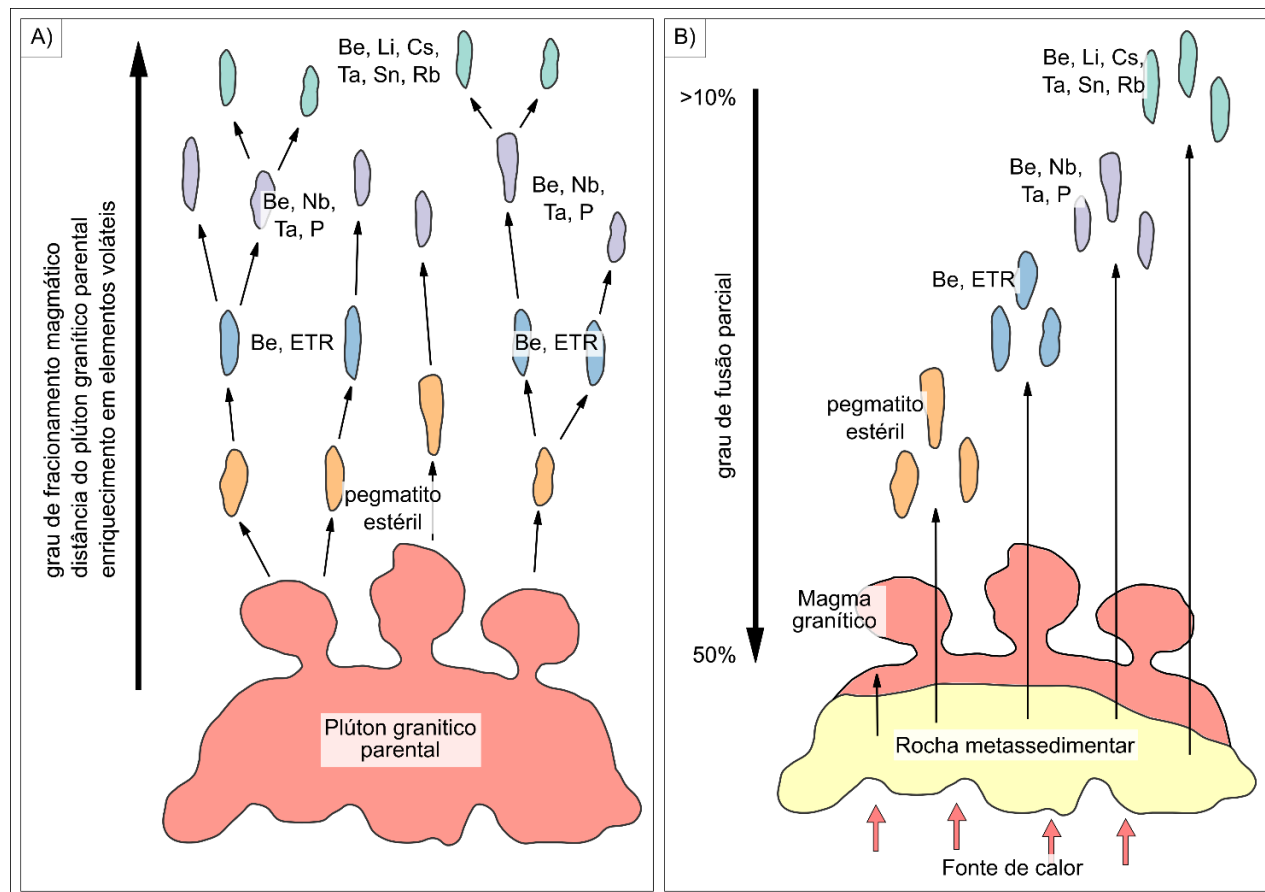 A)
grau de fracionamento magmático
distância do plúton granítico parental
enriquecimento em elementos voláteis
Be, Li, Cs,
Ta, Sn, Rb
Be, Nb,
Ta, P
Be, Nb,
Ta, P
Be, ETR
Be, ETR
pegmatito
estéril
Plúton granitico
parental
B)
>10%
grau de fusão parcial
50%
Be, Li, Cs,
Ta, Sn, Rb
Be, Nb,
Ta, P
Be, ETR
pegmatito
estéril
Magma
granítico
Rocha metassedimentar
Fonte de calor